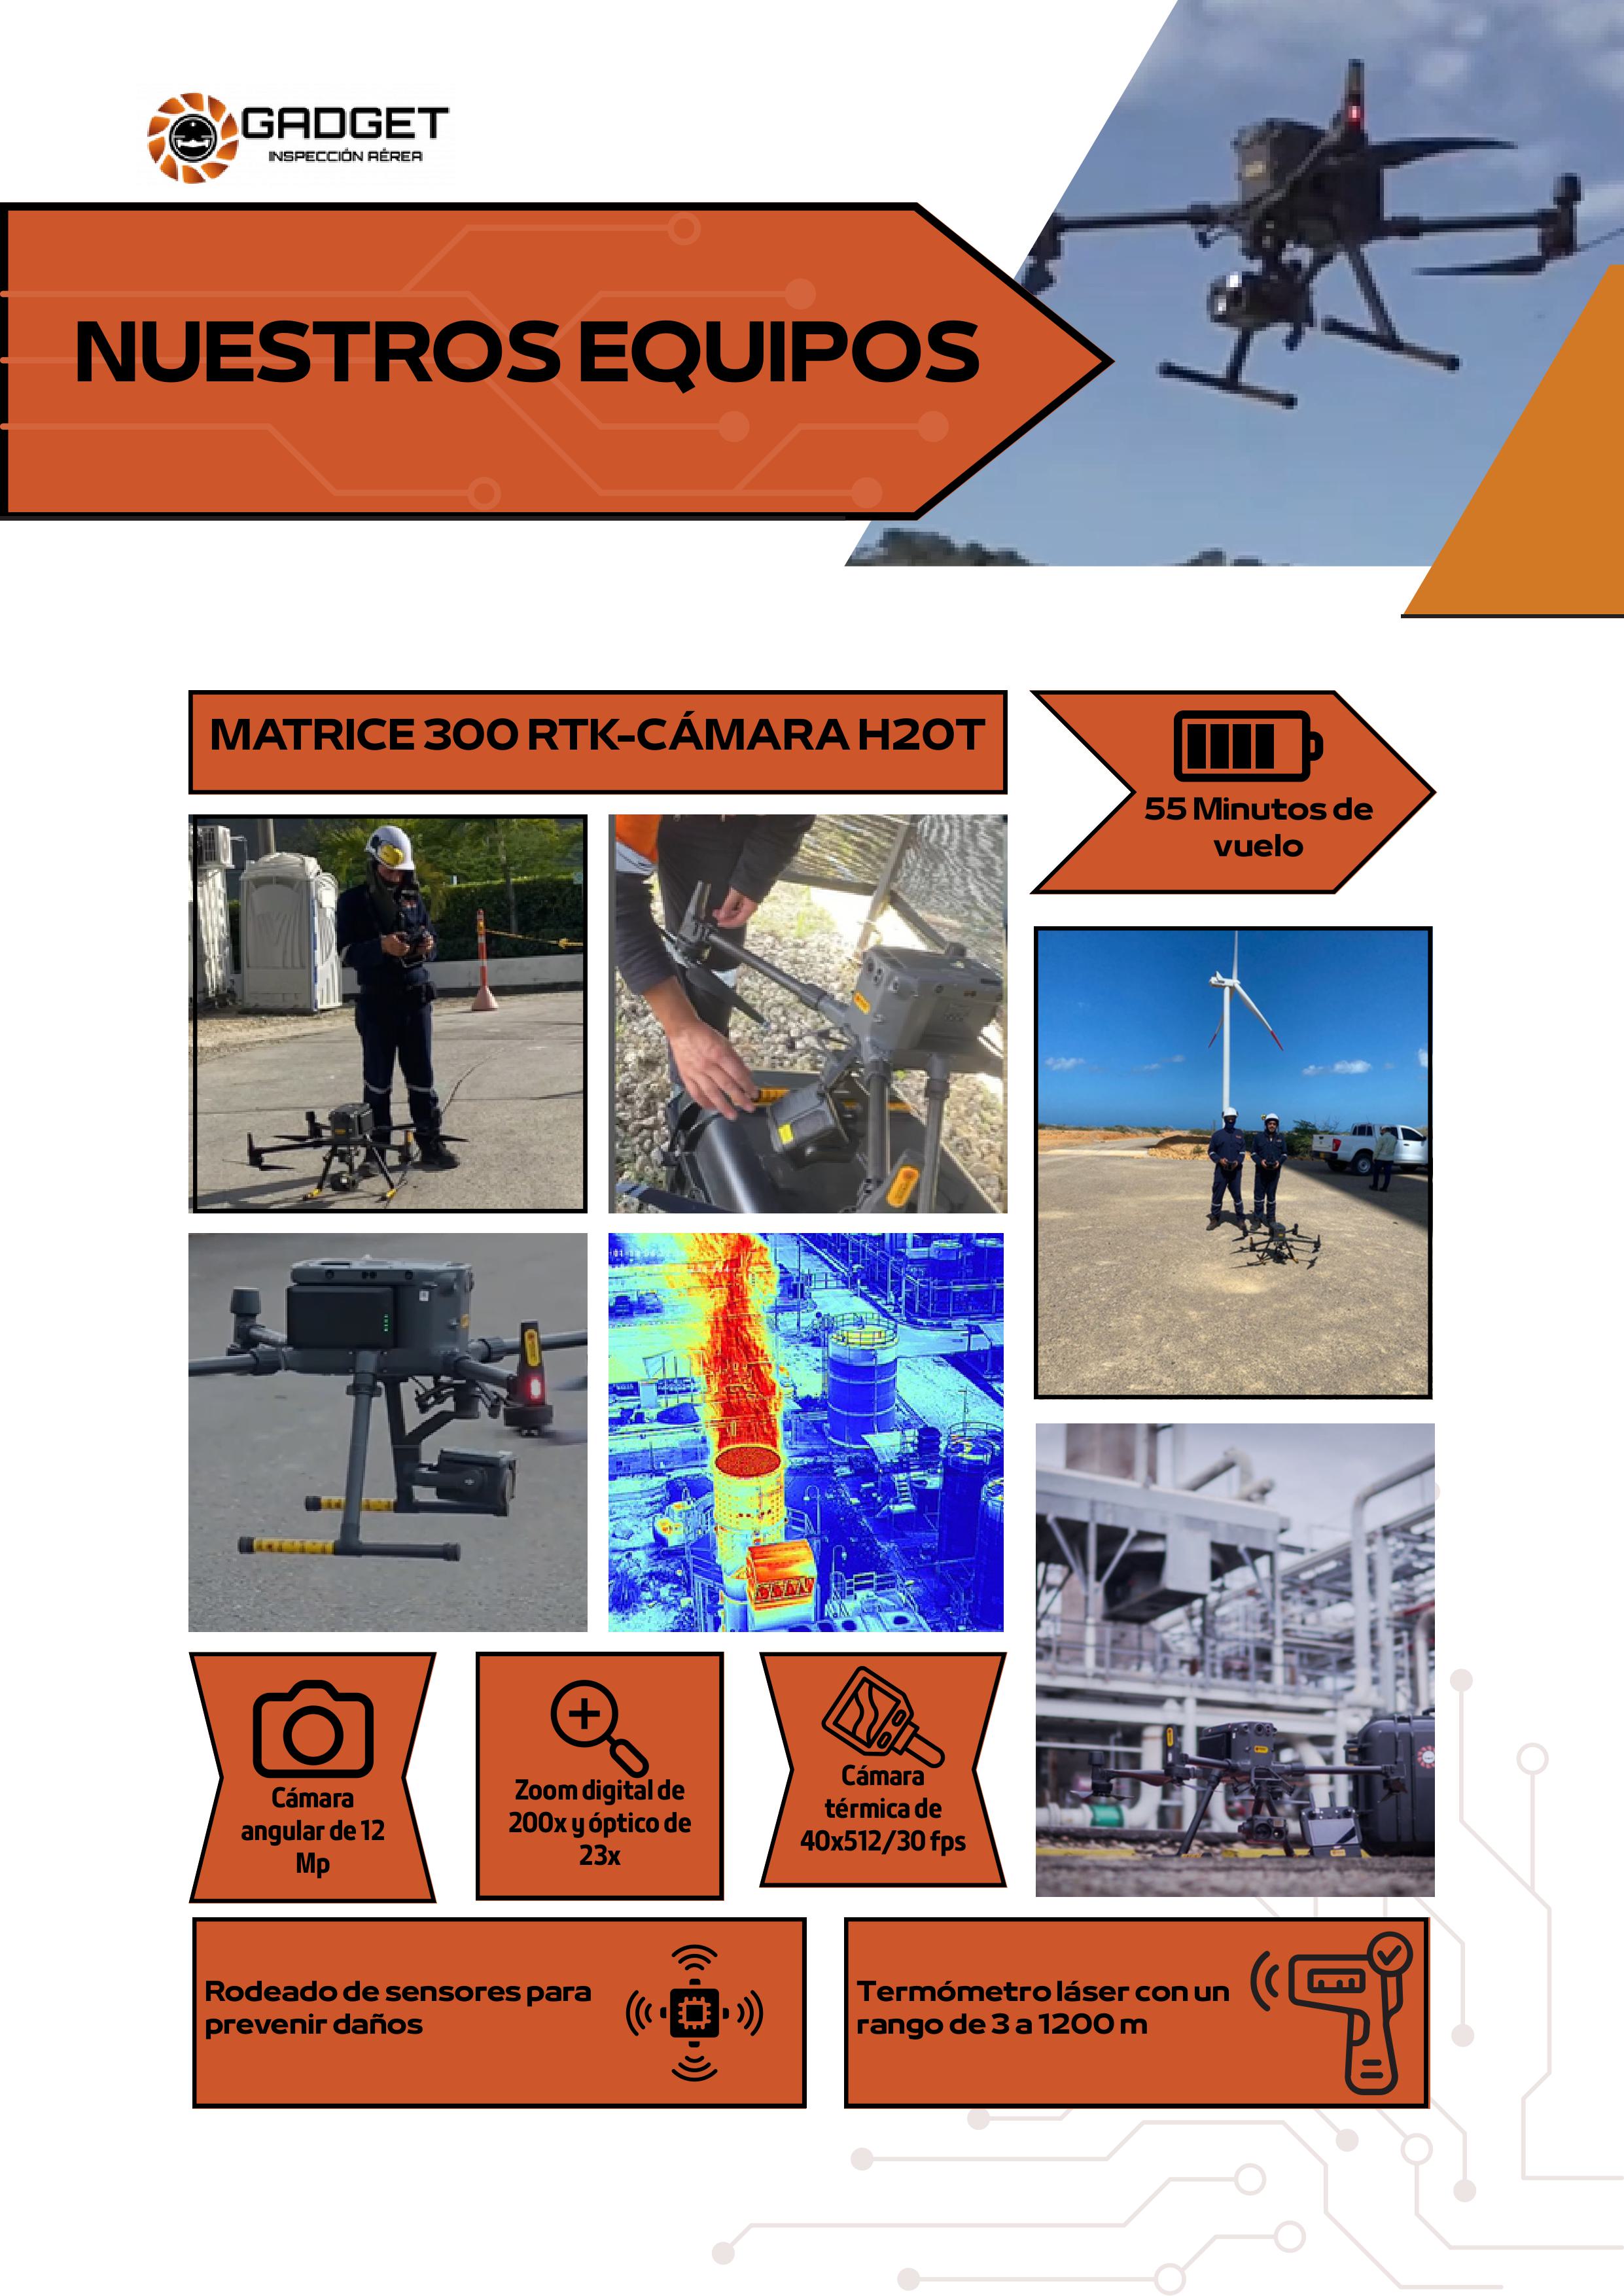 GADGET
INSPECCIÓN AÉREA
NUESTROS EQUIPOS
MATRICE 300 RTK-CÁMARA H20T
55 Minutos de
vuelo
Cámara
angular de 12
Mp
Zoom digital de
200x y óptico de
23x
Cámara
térmica de
40x512/30 fps
Rodeado de sensores para
prevenir daños
Termómetro láser con un
rango de 3 a 1200 m